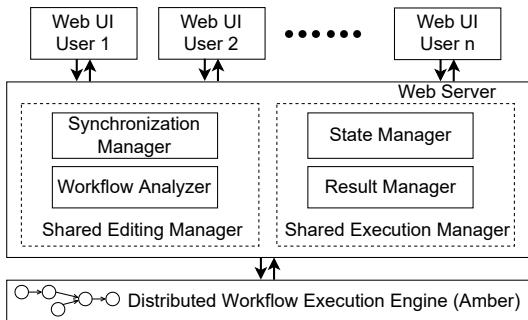 Web UI
User 1
Web UI
User 2
Web UI
User n
Web Server
Synchronization
Manager
Workflow Analyzer
Shared Editing Manager
State Manager
Result Manager
Shared Execution Manager
Distributed Workflow Execution Engine (Amber)